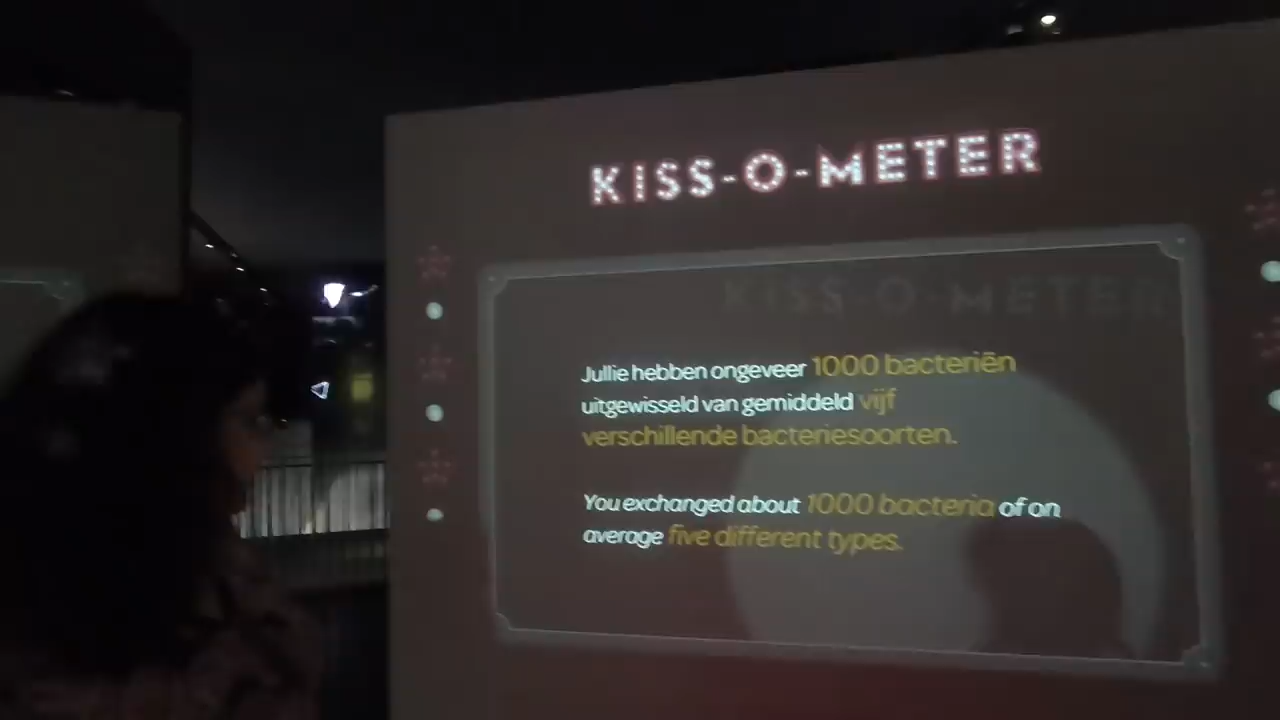 KISS-O-METER
KISS-O-METER
Jullie hebben ongeveer 1000 bacteriën
uitgewisseld van gemiddeld vijf
verschillende bacteriesoorten.
You exchanged about 1000 bacteria of on
average five different types.